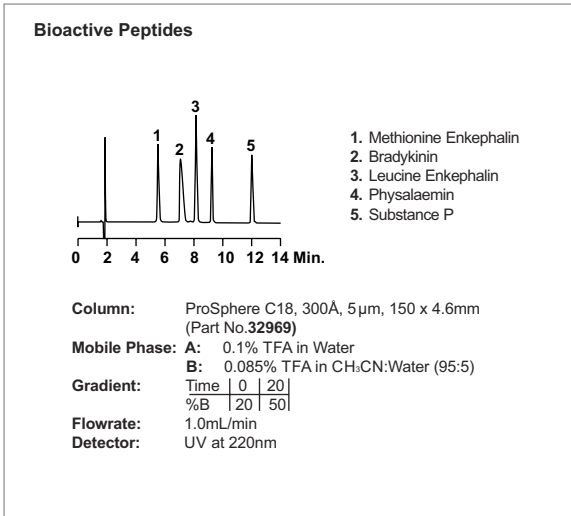 Bioactive Peptides
1 2 3 4 5
1. Methionine Enkephalin
2. Bradykinin
3. Leucine Enkephalin
4. Physalaemin
5. Substance P
0 2 4 6 8 10 12 14 Min.
Column: ProSphere C18, 300Å, 5µm, 150 x 4.6mm
(Part No.32969)
Mobile Phase: A: 0.1% TFA in Water
B: 0.085% TFA in CH₃CN:Water (95:5)
Gradient: Time 0 20
%B 20 50
Flowrate: 1.0mL/min
Detector: UV at 220nm